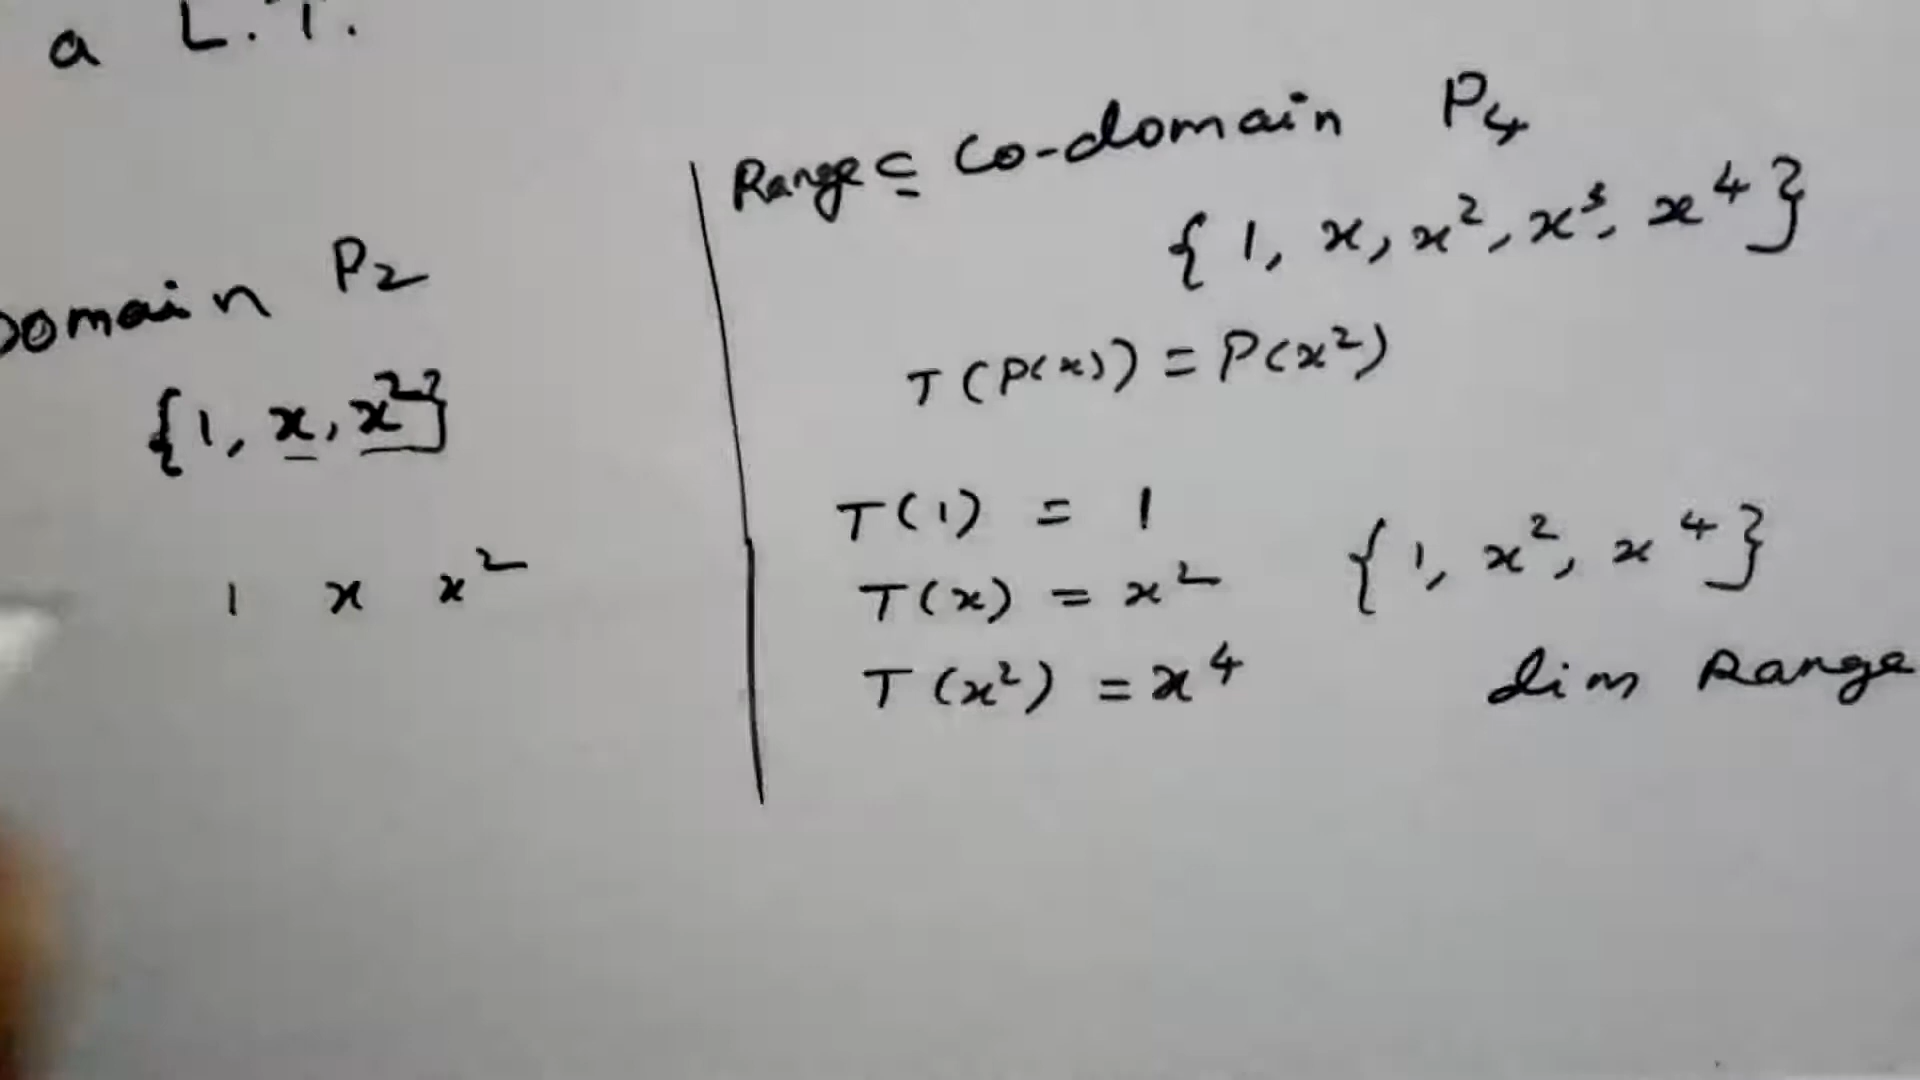 a L.T.
Domain P₂
{1, x, x²}
1 x x²
Range ⊆ Co-domain P₄
{1, x, x², x³, x⁴}
T(P(x)) = P(x²)
T(1) = 1
T(x) = x²
T(x²) = x⁴
{1, x², x⁴}
dim Range